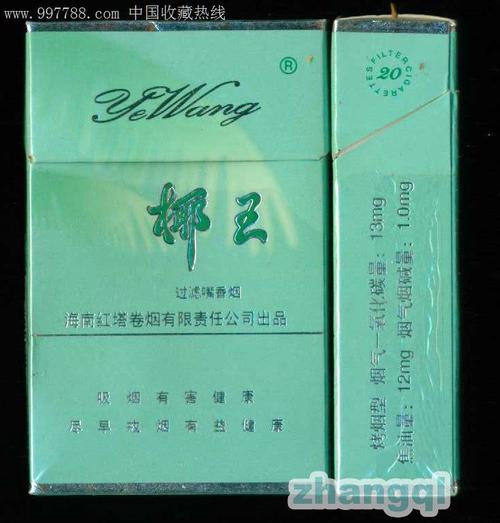 www.997788.com 中国收藏热线
YeWang
®
椰王
过滤嘴香烟
海南红塔卷烟有限责任公司出品
吸烟有害健康
尽早戒烟有益健康
FILTER CIGARETTES
20
烤烟型 烟气一氧化碳量：13mg
焦油量：12mg 烟气烟碱量：1.0mg
zhangql